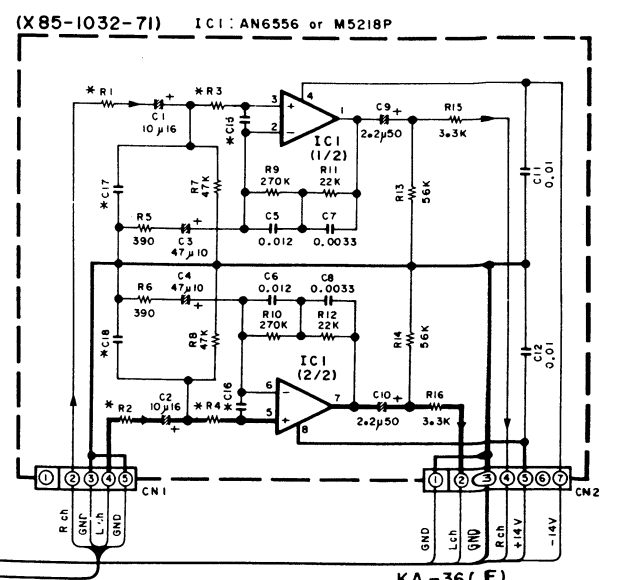 (X85-1032-71) IC1: AN6556 or M5218P
*R1
C1
10μ16
+
*R3
*C15
3
2
4
1
+
−
IC1
(1/2)
C9
+
2.2μ50
R15
3.3K
C11
0.01
*C17
R7
47K
R9
270K
R11
22K
R13
56K
R5
390
C3
47μ10
+
C5
0.012
C7
0.0033
R6
390
C4
47μ10
+
C6
0.012
C8
0.0033
R10
270K
R12
22K
*C18
R8
47K
R14
56K
C12
0.01
IC1
(2/2)
*
R2
C2
10μ16
+
*R4
*C16
6
5
7
8
−
+
C10
+
2.2μ50
R16
3.3K
1 2 3 4 5
CN1
1 2 3 4 5 6 7
CN2
Rch
GND
Lch
GND
GND
Lch
GND
Rch
+14V
-14V
KA-36(E)